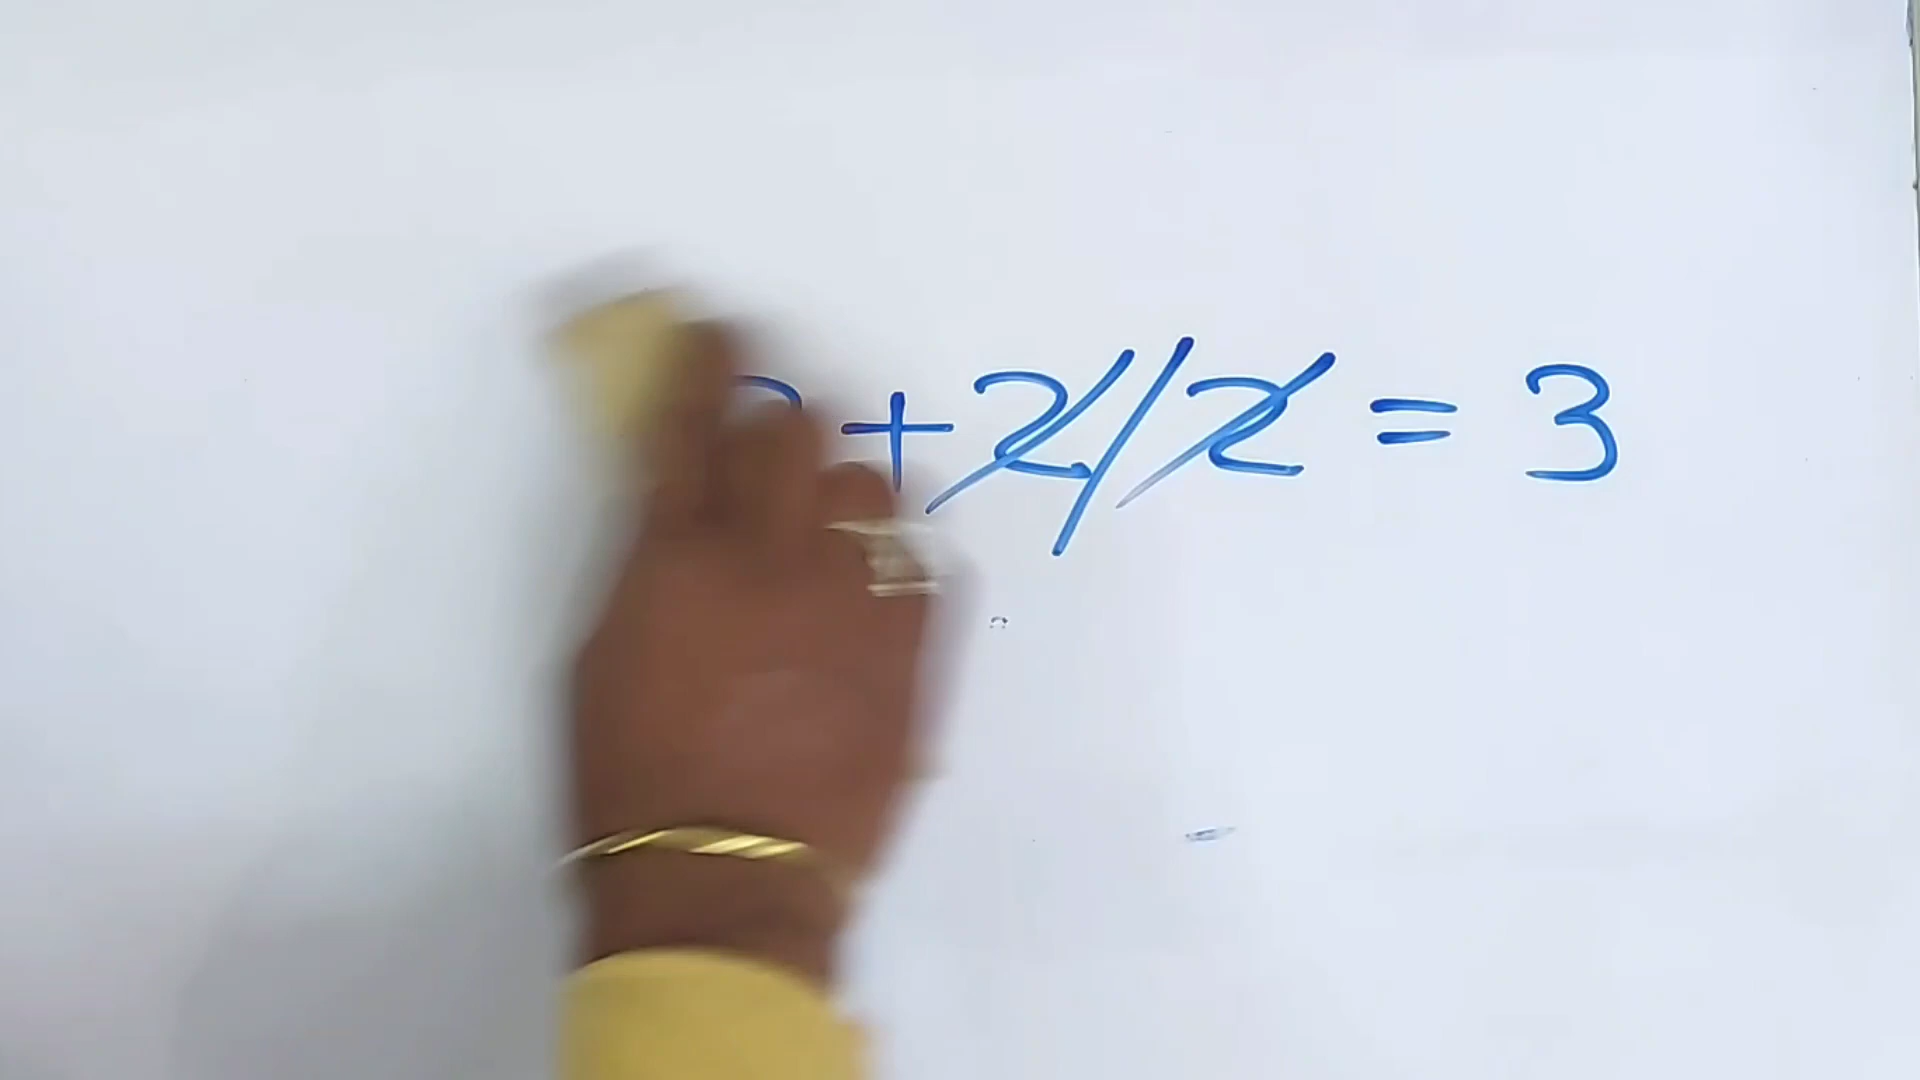 + 2/2 = 3